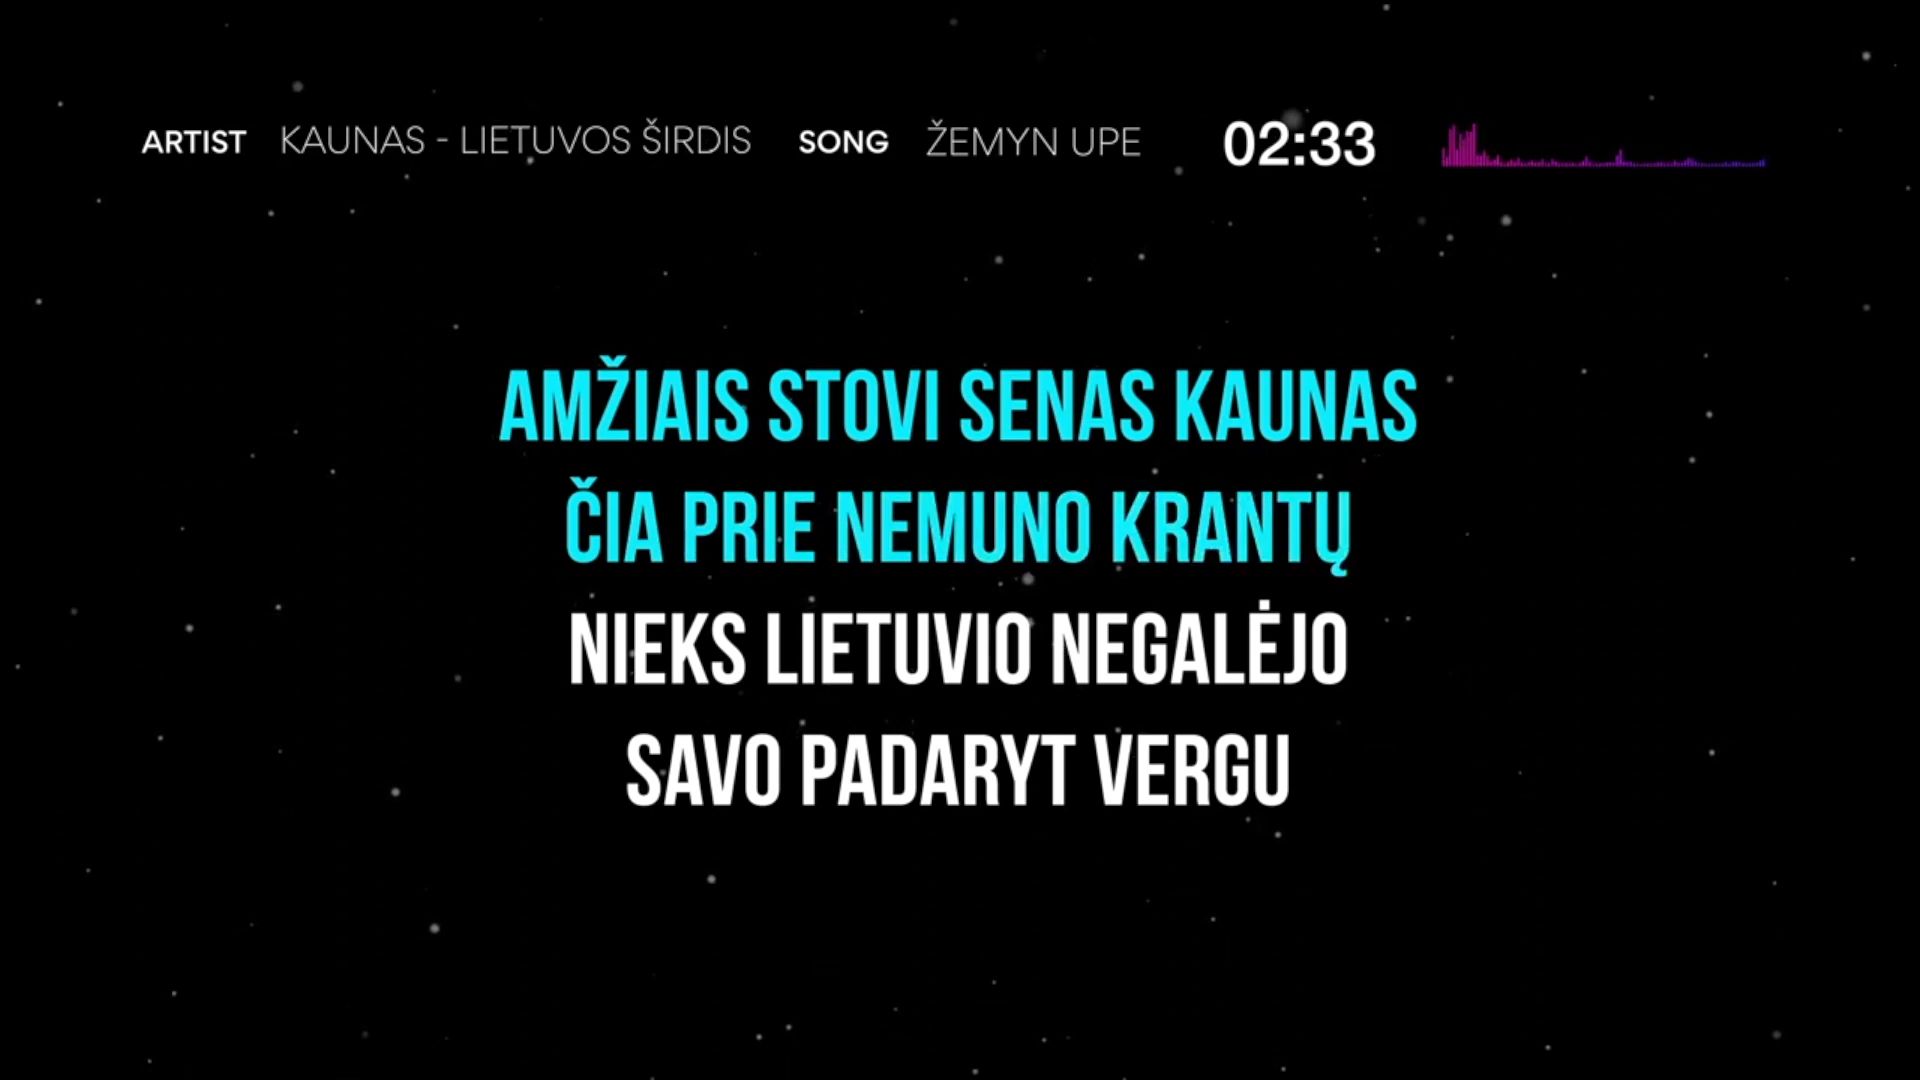 ARTIST KAUNAS - LIETUVOS ŠIRDIS SONG ŽEMYN UPE 02:33
AMŽIAIS STOVI SENAS KAUNAS
ČIA PRIE NEMUNO KRANTŲ
NIEKS LIETUVIO NEGALĖJO
SAVO PADARYT VERGU